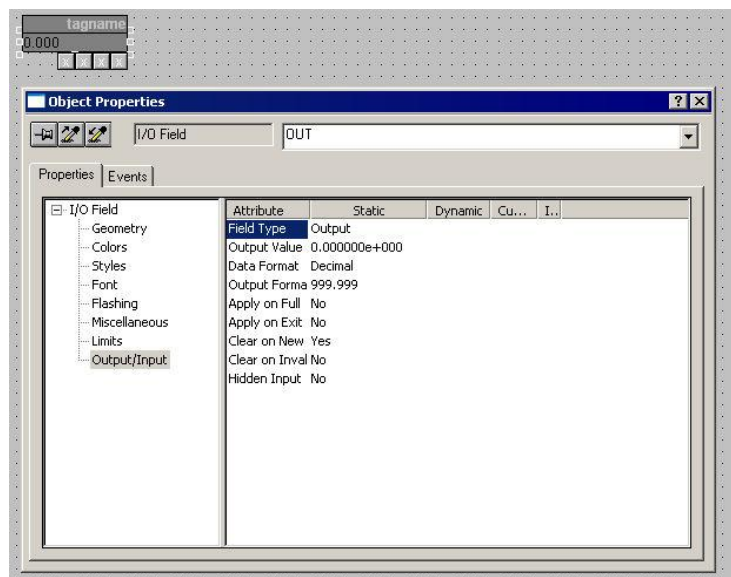 tagname
0.000
x x x x
Object Properties
I/O Field OUT
Properties Events
I/O Field
Geometry
Colors
Styles
Font
Flashing
Miscellaneous
Limits
Output/Input
Attribute Static Dynamic Cu... I..
Field Type Output
Output Value 0.000000e+000
Data Format Decimal
Output Forma 999.999
Apply on Full No
Apply on Exit No
Clear on New Yes
Clear on Inval No
Hidden Input No